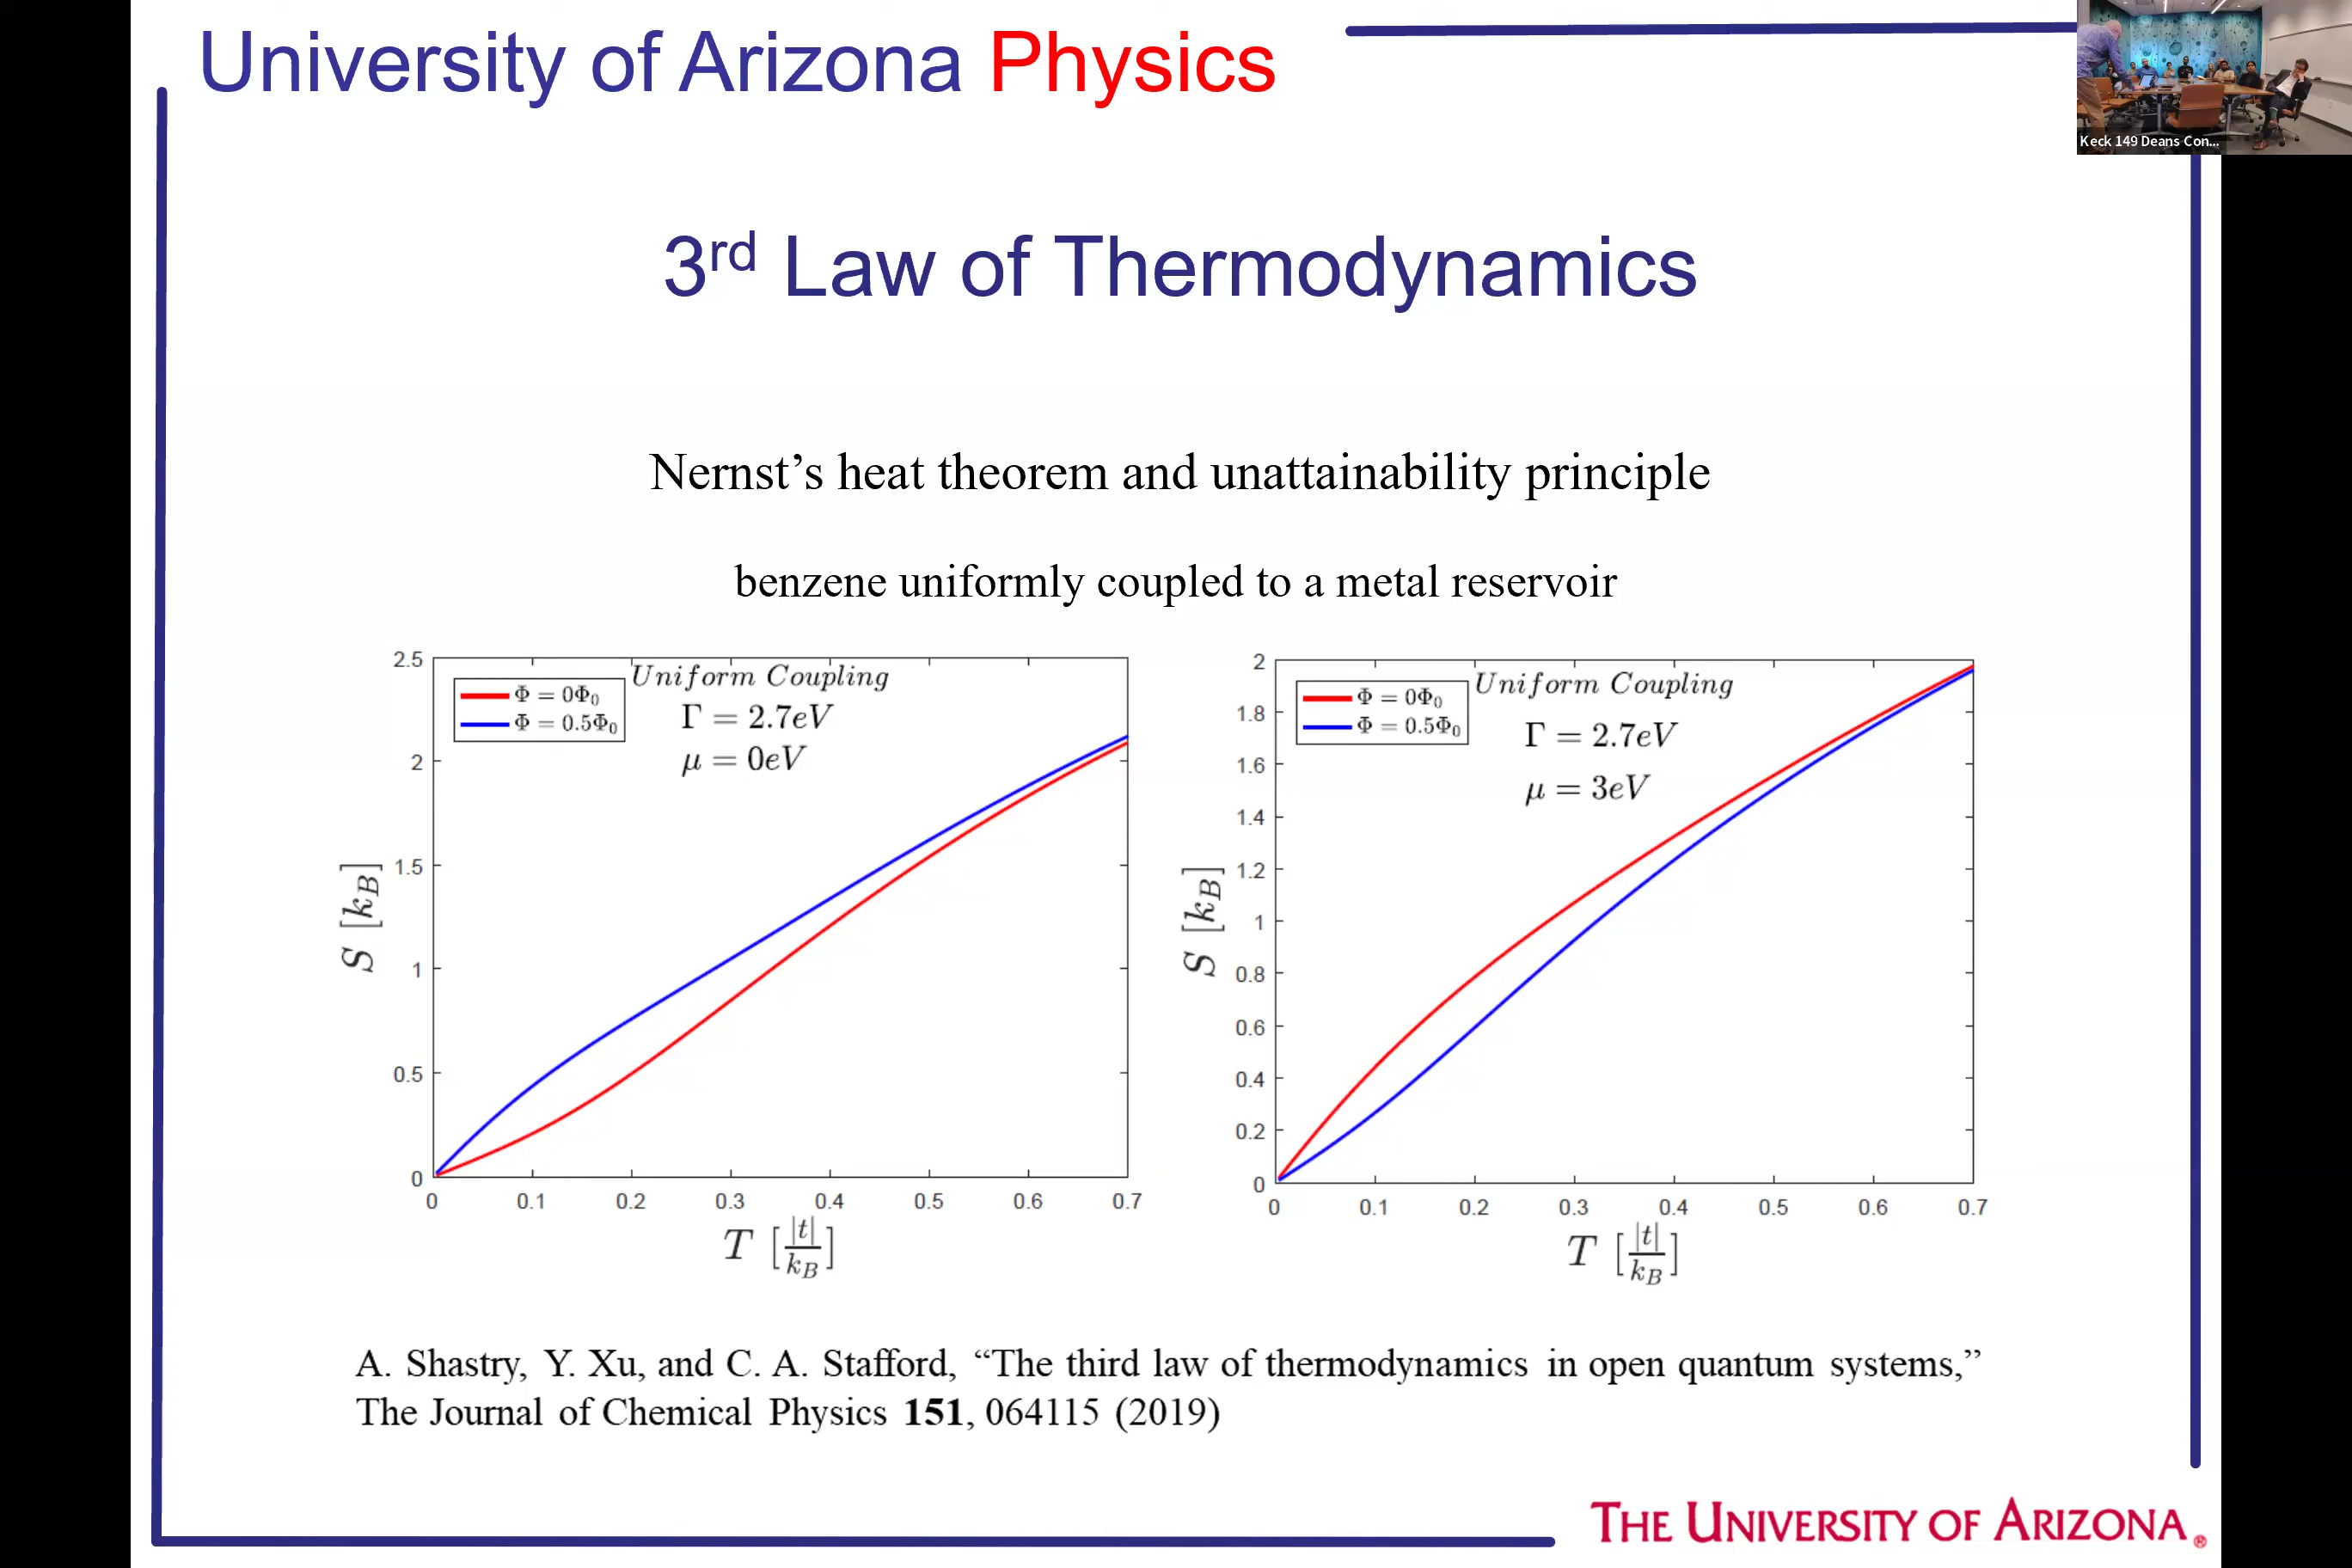 University of Arizona Physics
Keck 149 Deans Con...
3rd Law of Thermodynamics
Nernst’s heat theorem and unattainability principle
benzene uniformly coupled to a metal reservoir
2.5
2
1.5
1
0.5
0
Φ = 0Φ0
Φ = 0.5Φ0
Uniform Coupling
Γ = 2.7eV
μ = 0eV
S [kB]
0 0.1 0.2 0.3 0.4 0.5 0.6 0.7
T [|t|/kB]
2
1.8
1.6
1.4
1.2
1
0.8
0.6
0.4
0.2
0
Φ = 0Φ0
Φ = 0.5Φ0
Uniform Coupling
Γ = 2.7eV
μ = 3eV
S [kB]
0 0.1 0.2 0.3 0.4 0.5 0.6 0.7
T [|t|/kB]
A. Shastry, Y. Xu, and C. A. Stafford, “The third law of thermodynamics in open quantum systems,”
The Journal of Chemical Physics 151, 064115 (2019)
THE UNIVERSITY OF ARIZONA®